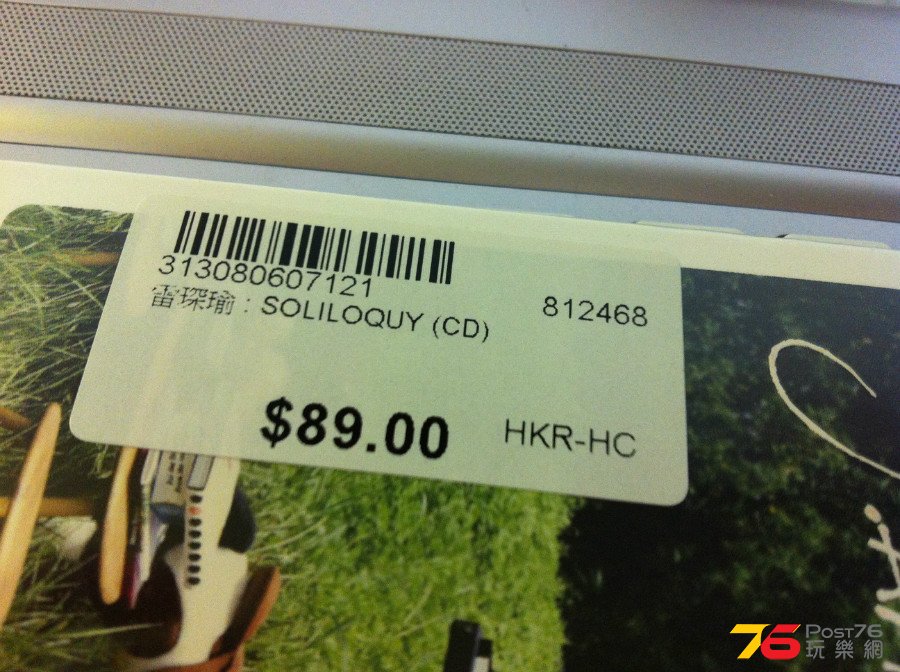 313080607121
雷琛瑜：SOLILOQUY (CD)
812468
$89.00
HKR-HC
76 POST76
玩樂網